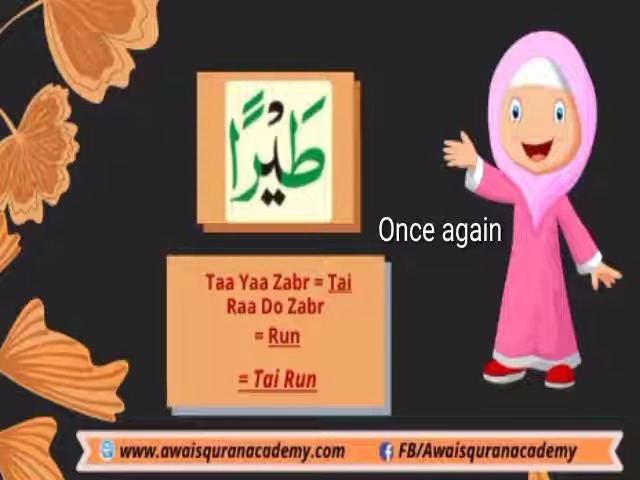 طَيْرًا
Once again
Taa Yaa Zabr = Tai
Raa Do Zabr
= Run
= Tai Run
www.awaisquranacademy.com
FB/Awaisquranacademy